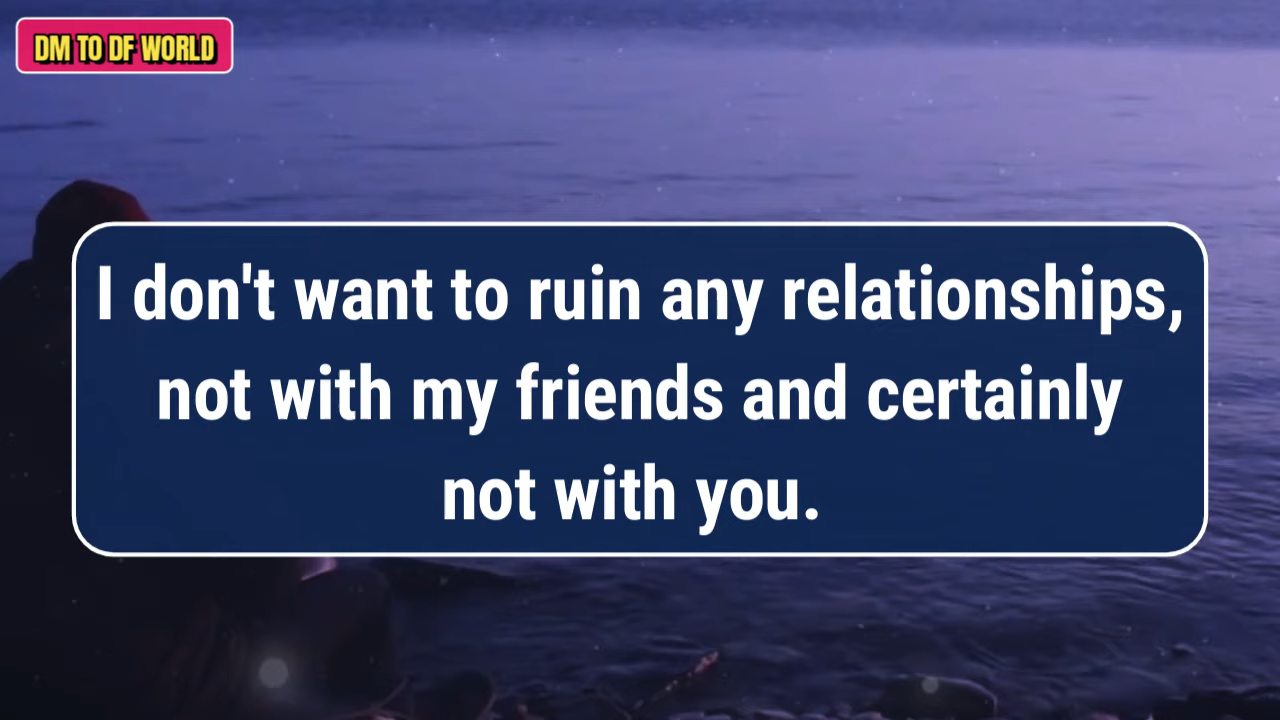 DM TO DF WORLD
I don't want to ruin any relationships,
not with my friends and certainly
not with you.